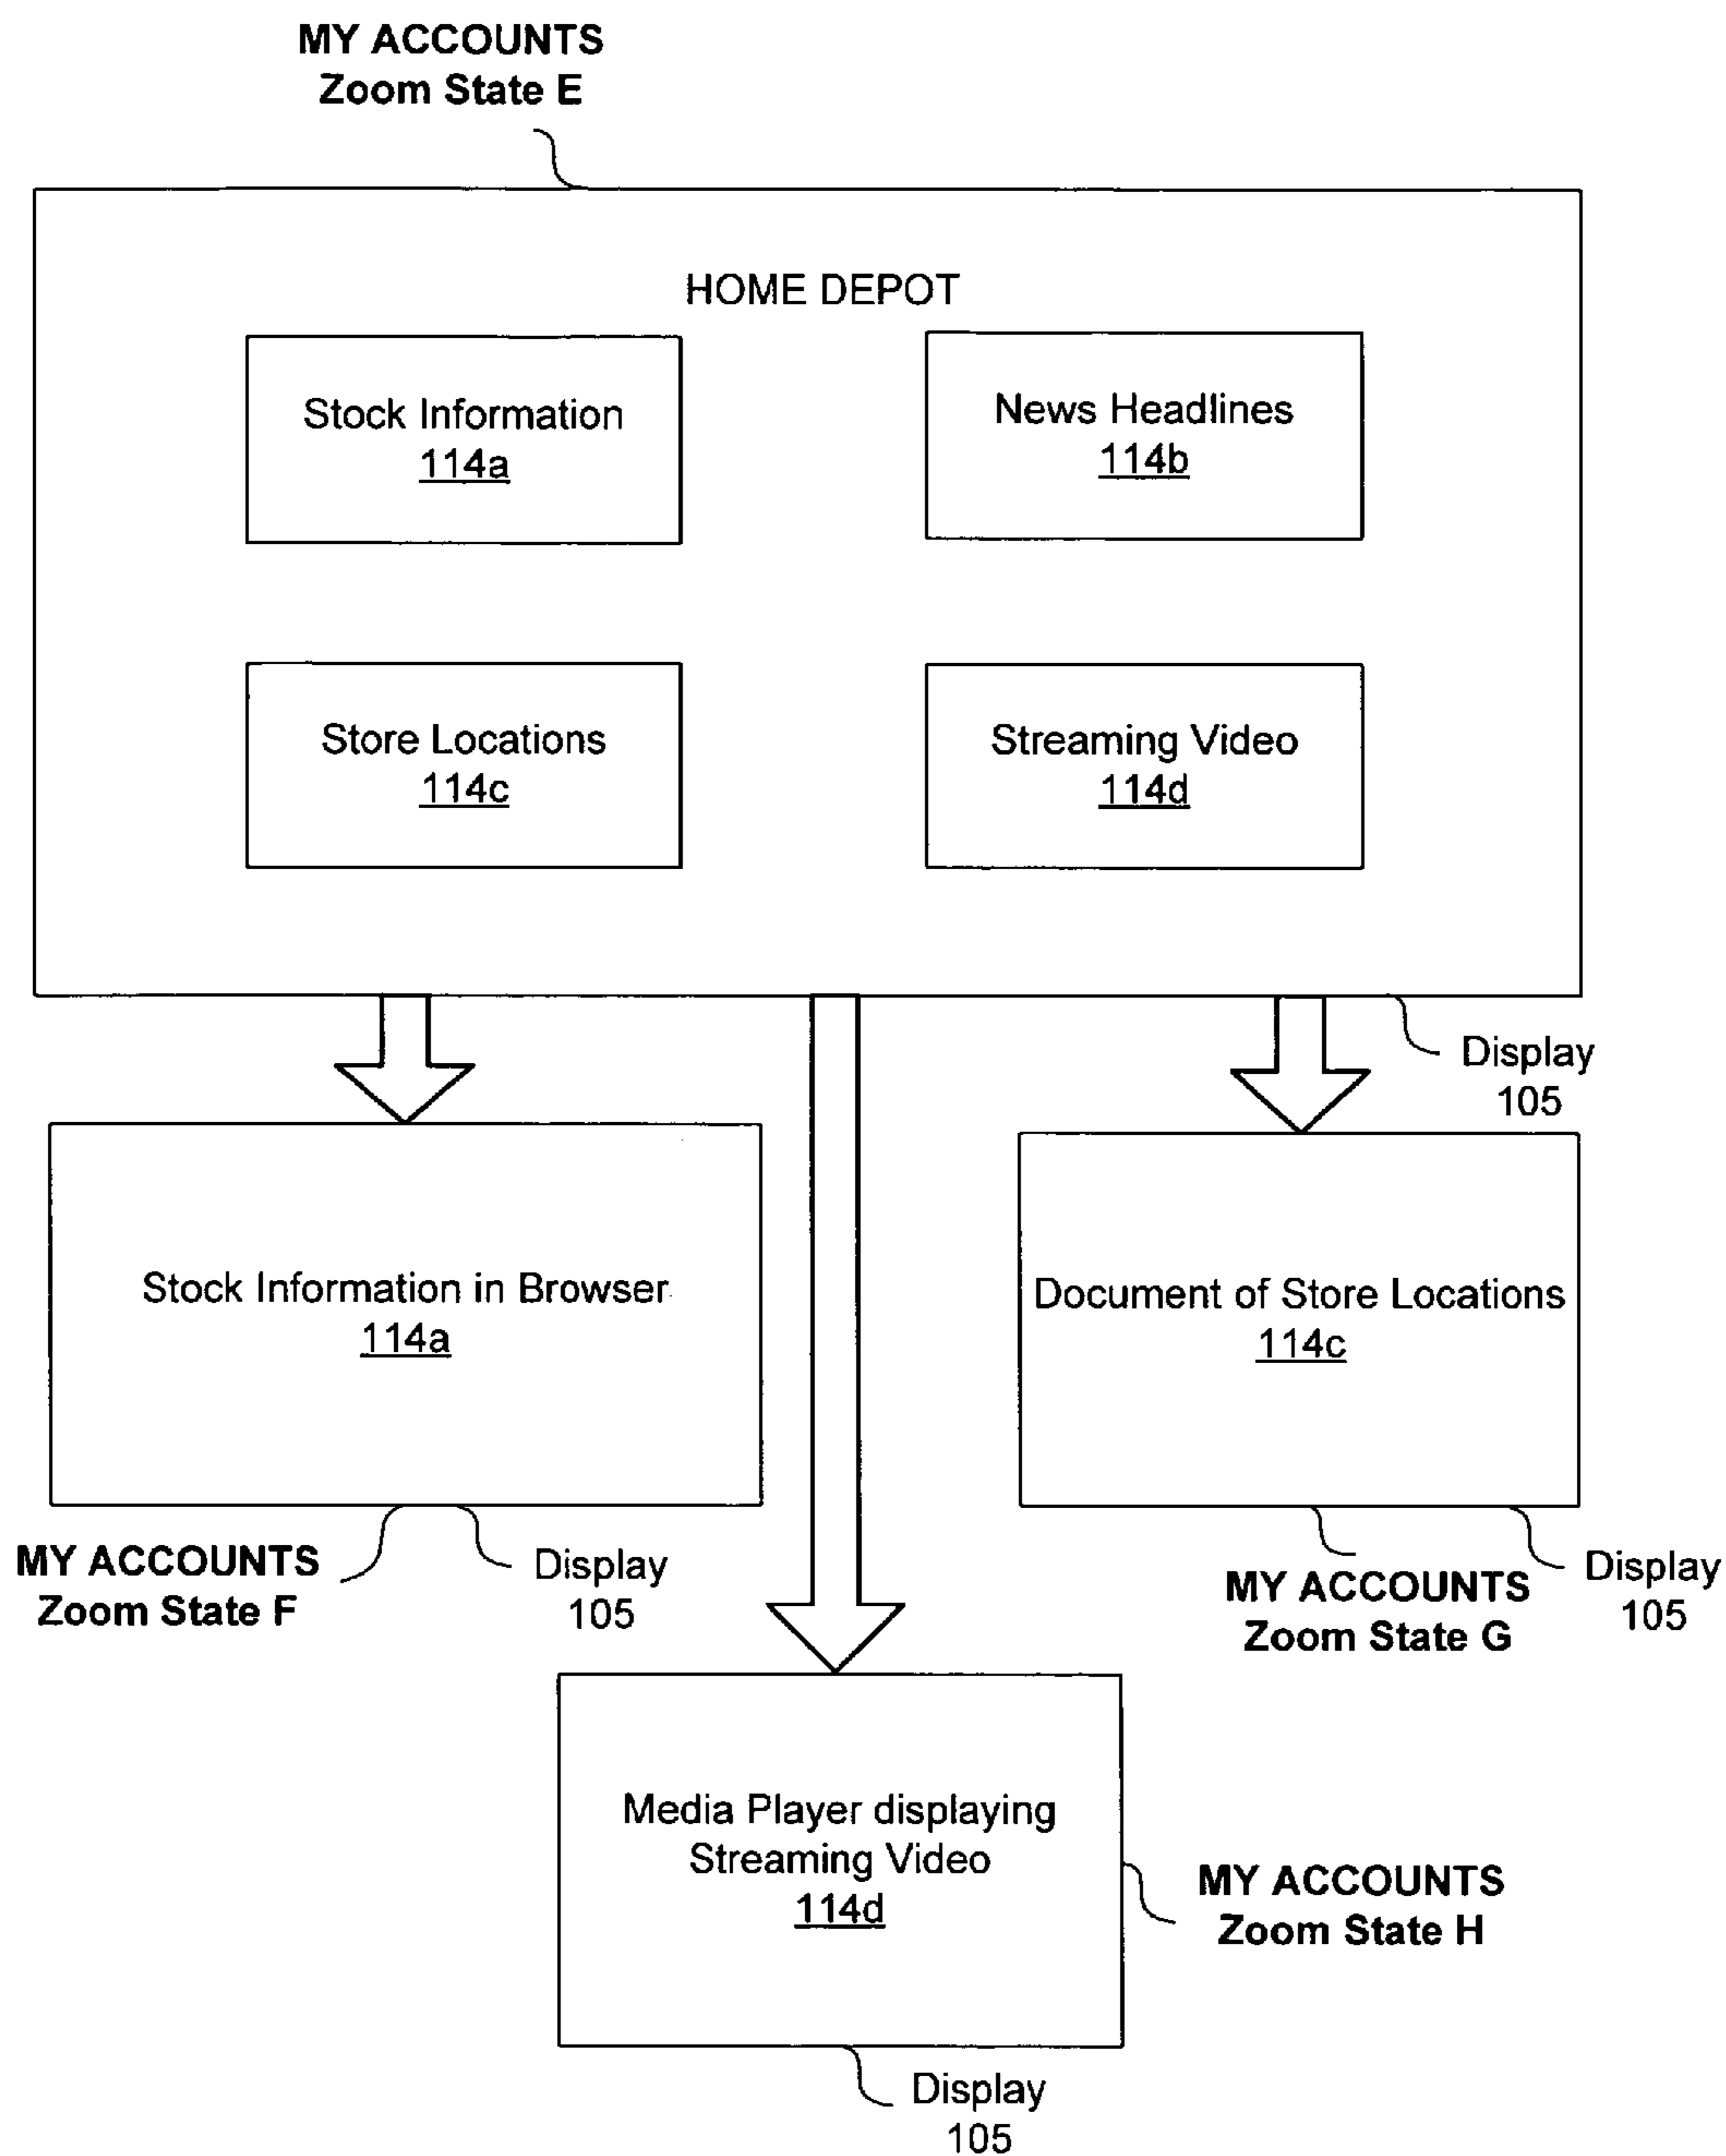 MY ACCOUNTS
Zoom State E
HOME DEPOT
Stock Information
114a
News Headlines
114b
Store Locations
114c
Streaming Video
114d
Display
105
Stock Information in Browser
114a
Document of Store Locations
114c
MY ACCOUNTS
Zoom State F
Display
105
MY ACCOUNTS
Zoom State G
Display
105
Media Player displaying
Streaming Video
114d
MY ACCOUNTS
Zoom State H
Display
105